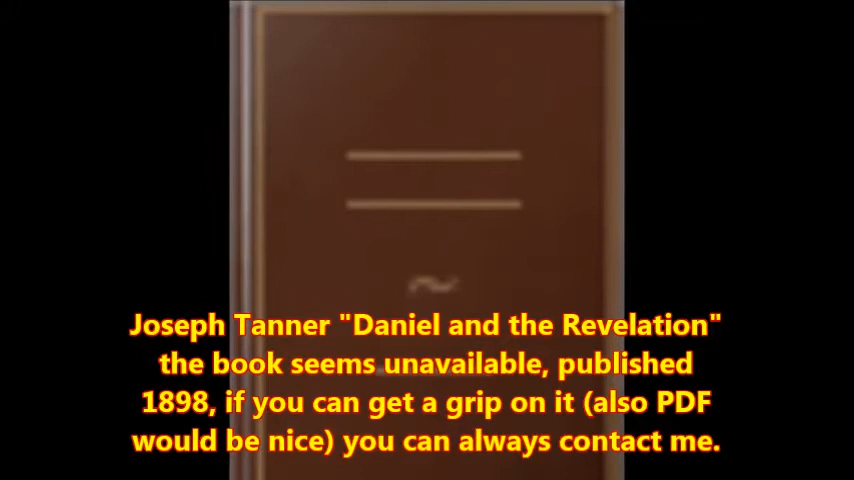 Joseph Tanner "Daniel and the Revelation"
the book seems unavailable, published
1898, if you can get a grip on it (also PDF
would be nice) you can always contact me.